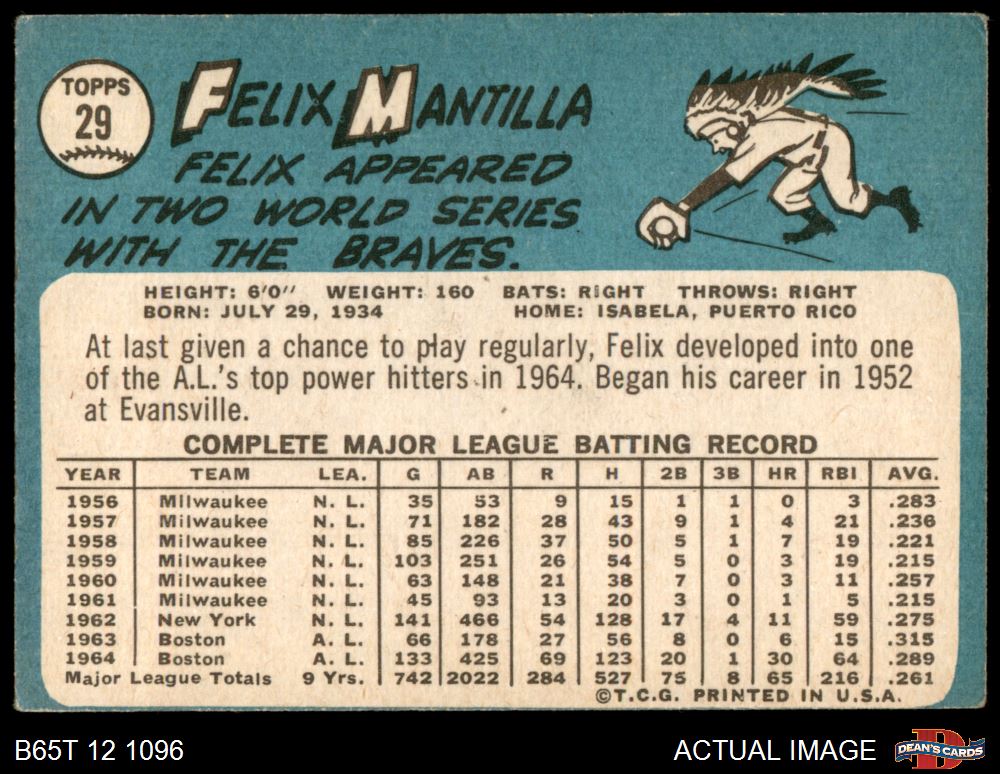 TOPPS
29
FELIX MANTILLA
FELIX APPEARED
IN TWO WORLD SERIES
WITH THE BRAVES.
HEIGHT: 6'0" WEIGHT: 160 BATS: RIGHT THROWS: RIGHT
BORN: JULY 29, 1934 HOME: ISABELA, PUERTO RICO
At last given a chance to play regularly, Felix developed into one
of the A.L.'s top power hitters in 1964. Began his career in 1952
at Evansville.
COMPLETE MAJOR LEAGUE BATTING RECORD
YEAR TEAM LEA. G AB R H 2B 3B HR RBI AVG.
1956 Milwaukee N. L. 35 53 9 15 1 1 0 3 .283
1957 Milwaukee N. L. 71 182 28 43 9 1 4 21 .236
1958 Milwaukee N. L. 85 226 37 50 5 1 7 19 .221
1959 Milwaukee N. L. 103 251 26 54 5 0 3 19 .215
1960 Milwaukee N. L. 63 148 21 38 7 0 3 11 .257
1961 Milwaukee N. L. 45 93 13 20 3 0 1 5 .215
1962 New York N. L. 141 466 54 128 17 4 11 59 .275
1963 Boston A. L. 66 178 27 56 8 0 6 15 .315
1964 Boston A. L. 133 425 69 123 20 1 30 64 .289
Major League Totals 9 Yrs. 742 2022 284 527 75 8 65 216 .261
©T.C.G. PRINTED IN U.S.A.
B65T 12 1096 ACTUAL IMAGE DEAN'S CARDS